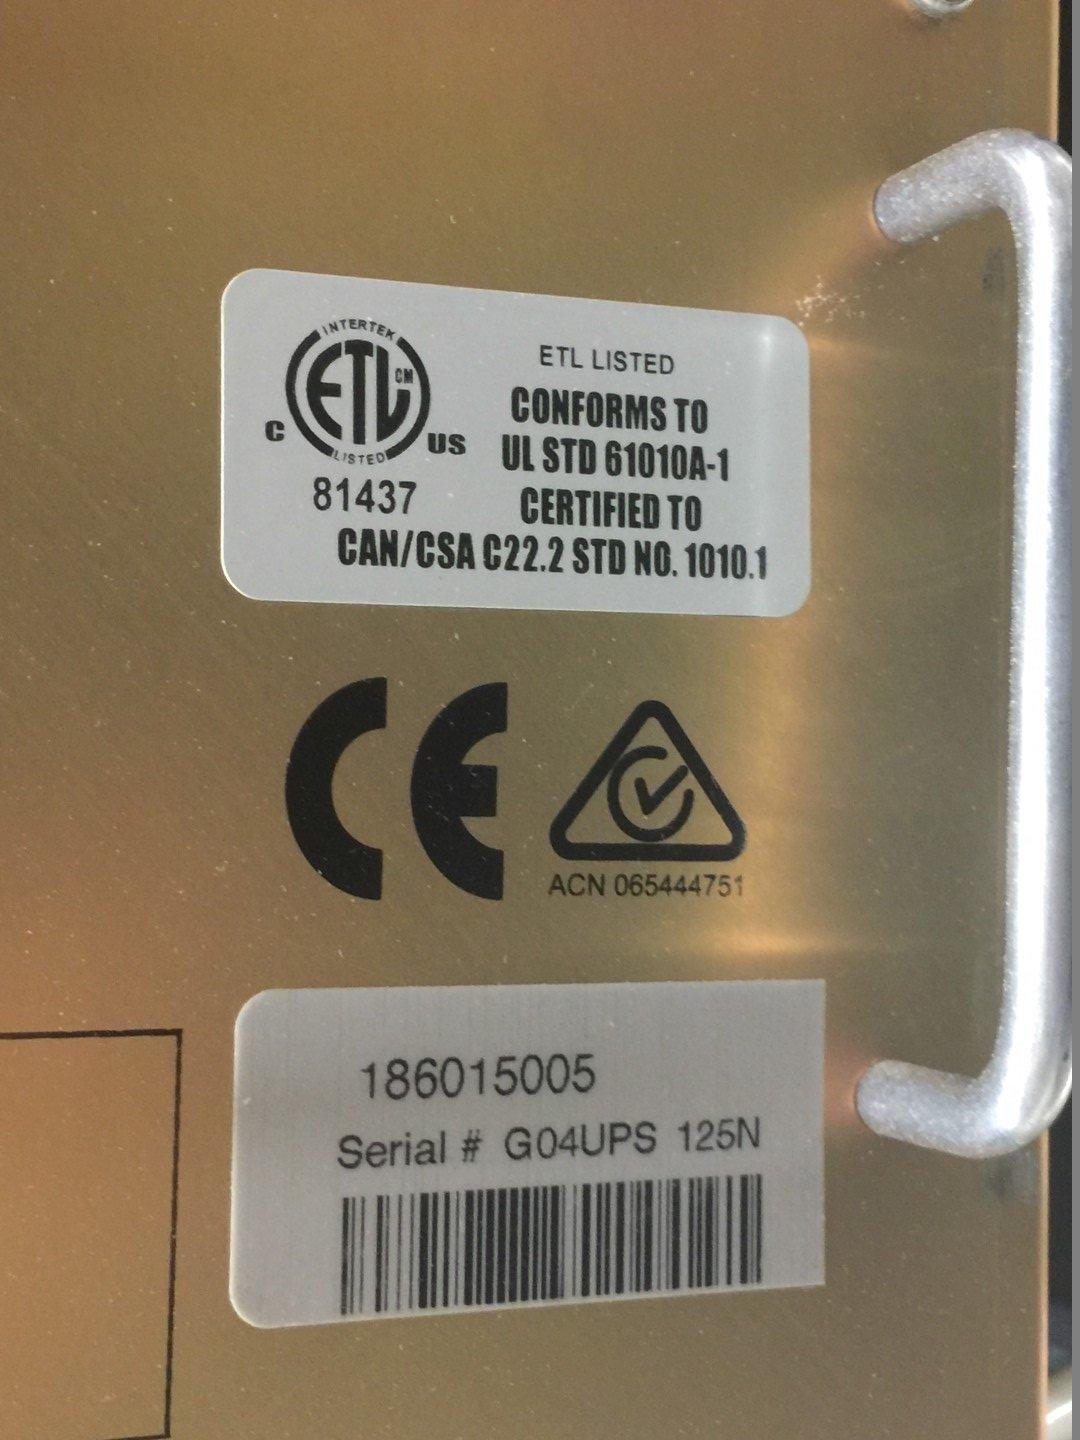 INTERTEK
ETL CM
LISTED
C US
81437
ETL LISTED
CONFORMS TO
UL STD 61010A-1
CERTIFIED TO
CAN/CSA C22.2 STD NO. 1010.1
CE
ACN 065444751
186015005
Serial # G04UPS 125N